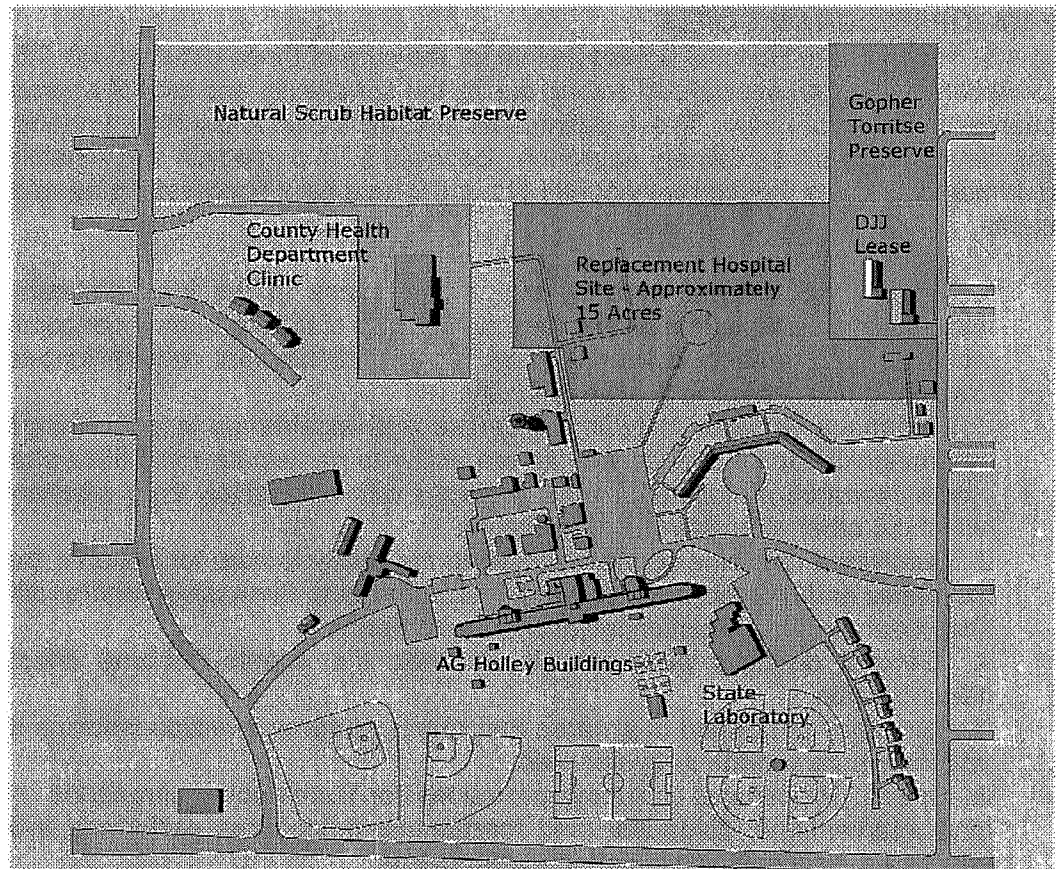 Natural Scrub Habitat Preserve
Gopher
Torritse
Preserve
County Health
Department
Clinic
DJJ
Lease
Replacement Hospital
Site - Approximately
15 Acres
AG Holley Buildings
State
Laboratory